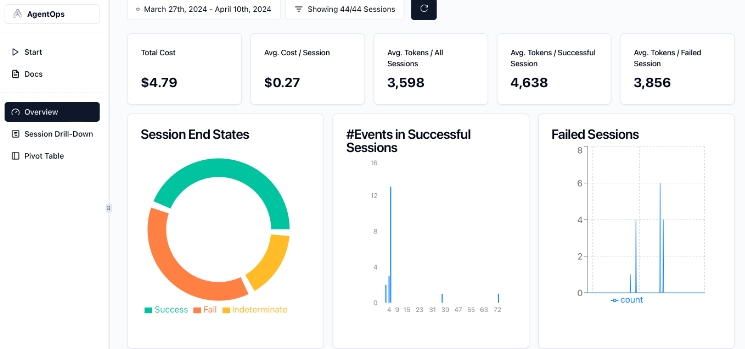 AgentOps
March 27th, 2024 - April 10th, 2024
Showing 44/44 Sessions
Start
Docs
Overview
Session Drill-Down
Pivot Table
Total Cost
$4.79
Avg. Cost / Session
$0.27
Avg. Tokens / All
Sessions
3,598
Avg. Tokens / Successful
Session
4,638
Avg. Tokens / Failed
Session
3,856
Session End States
Success Fail Indeterminate
#Events in Successful
Sessions
16
12
8
4
0
4 9 15 23 31 39 47 55 63 72
Failed Sessions
8
6
4
2
0
count